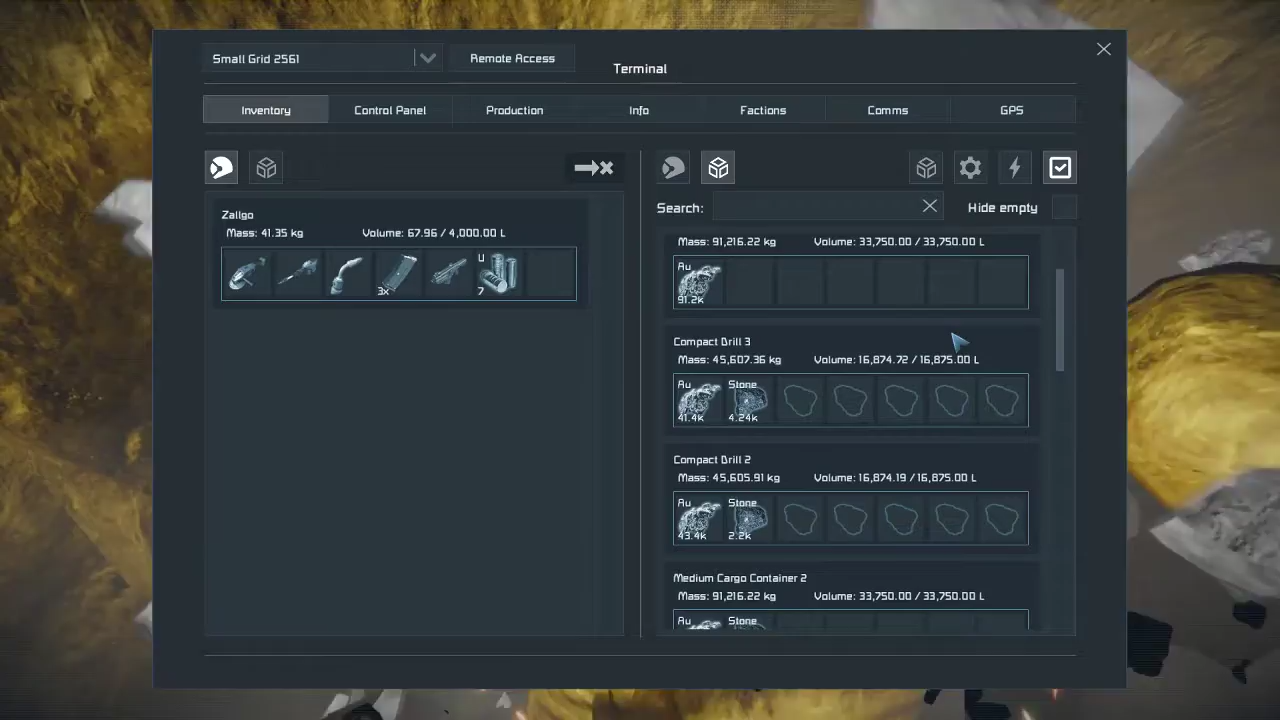 Small Grid 2561
Remote Access
Terminal
Inventory
Control Panel
Production
Info
Factions
Comms
GPS
Search:
Hide empty
Zallgo
Mass: 41.35 kg
Volume: 67.96 / 4,000.00 L
3x
U
7
Mass: 91,216.22 kg
Volume: 33,750.00 / 33,750.00 L
Au
91.2k
Compact Drill 3
Mass: 45,607.36 kg
Volume: 16,874.72 / 16,875.00 L
Au
Stone
41.4k
4.24k
Compact Drill 2
Mass: 45,605.91 kg
Volume: 16,874.19 / 16,875.00 L
Au
Stone
43.4k
2.2k
Medium Cargo Container 2
Mass: 91,216.22 kg
Volume: 33,750.00 / 33,750.00 L
Au
Stone